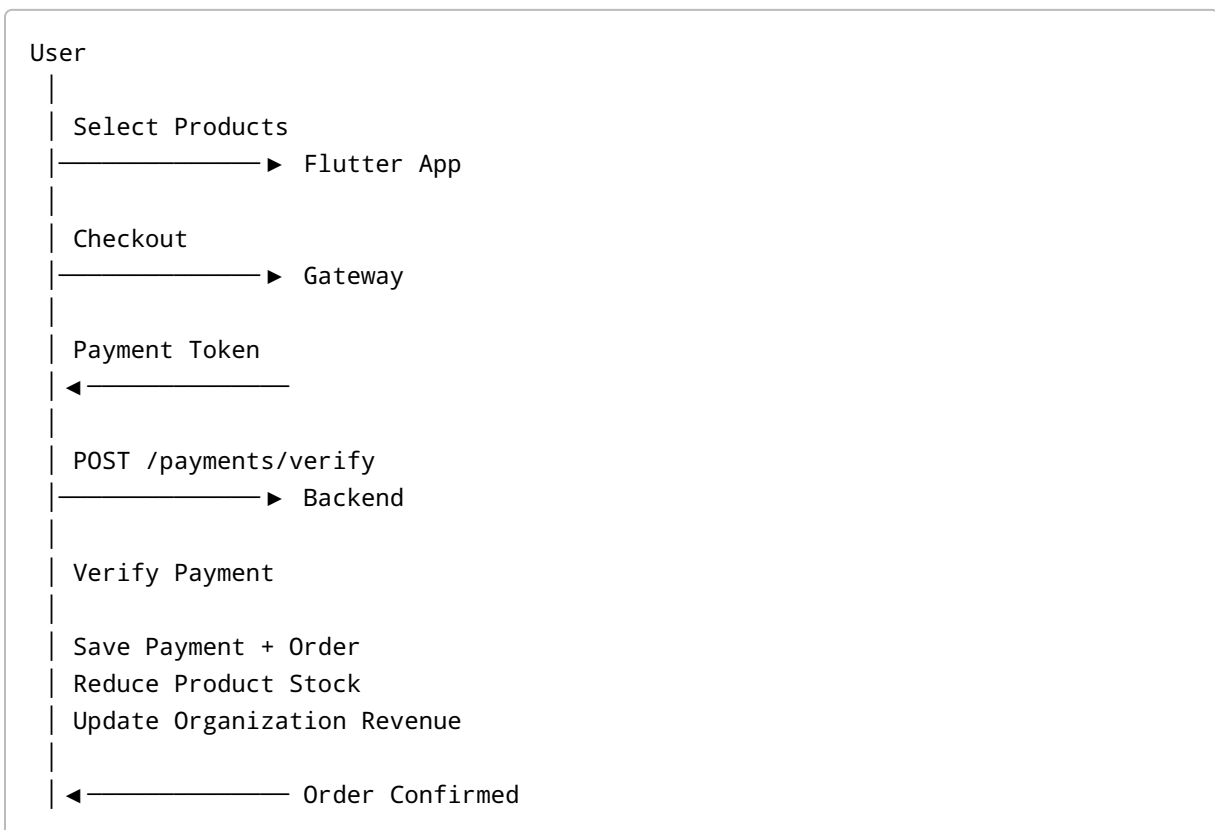 User
Select Products
Flutter App
Checkout
Gateway
Payment Token
POST /payments/verify
Backend
Verify Payment
Save Payment + Order
Reduce Product Stock
Update Organization Revenue
Order Confirmed